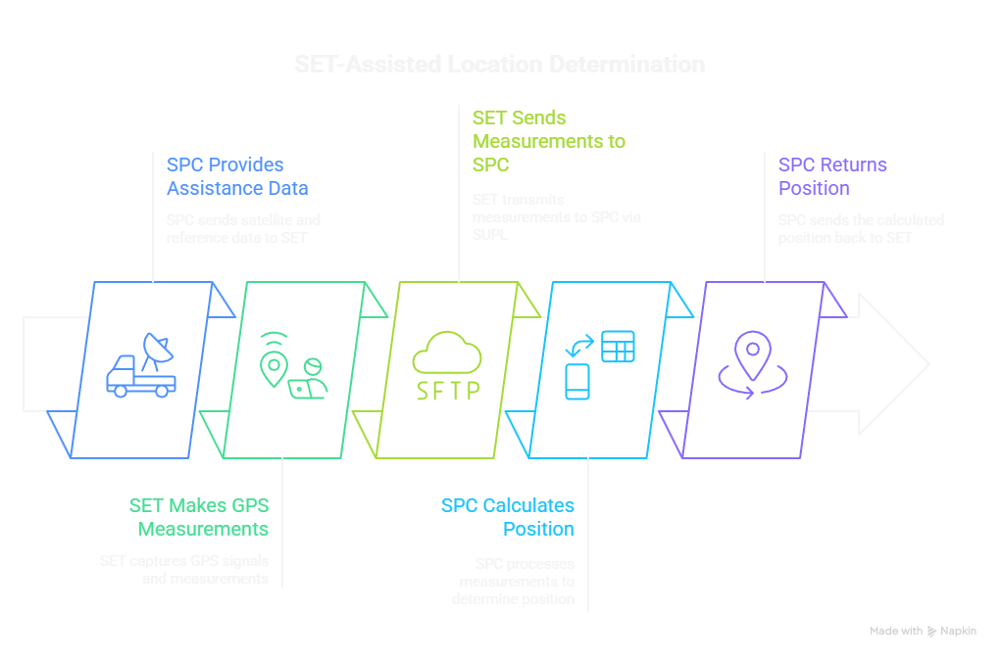 SET-Assisted Location Determination
SPC Provides
Assistance Data
SPC sends satellite and
reference data to SET
SET Makes GPS
Measurements
SET captures GPS signals
and measurements
SET Sends
Measurements to
SPC
SET transmits
measurements to SPC via
SUPL
SFTP
SPC Calculates
Position
SPC processes
measurements to
determine position
SPC Returns
Position
SPC sends the calculated
position back to SET
Made with Napkin